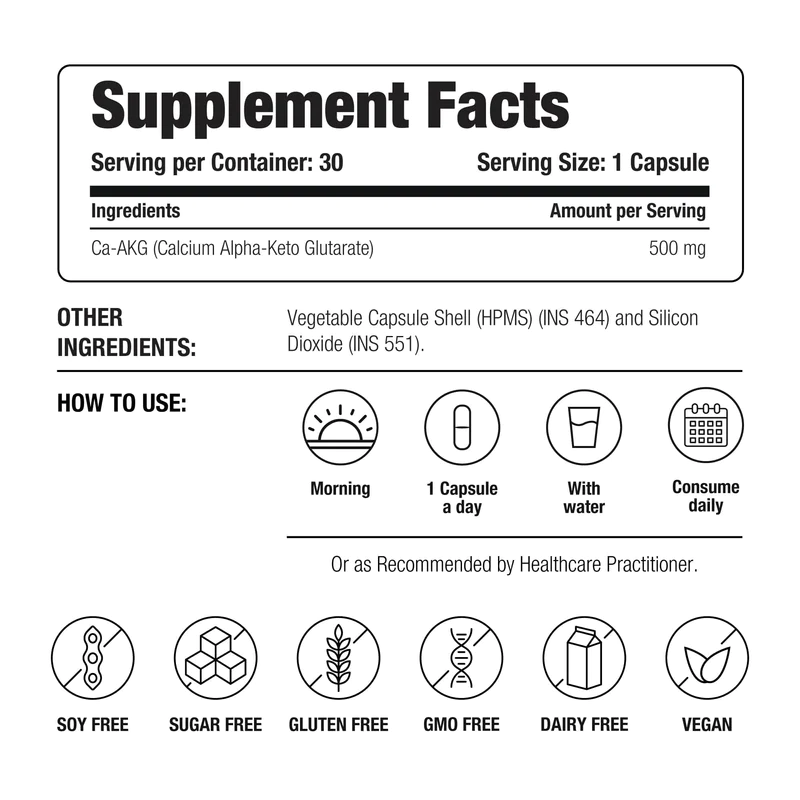 Supplement Facts
Serving per Container: 30 Serving Size: 1 Capsule
Ingredients Amount per Serving
Ca-AKG (Calcium Alpha-Keto Glutarate) 500 mg
OTHER
INGREDIENTS:
Vegetable Capsule Shell (HPMS) (INS 464) and Silicon
Dioxide (INS 551).
HOW TO USE:
Morning
1 Capsule
a day
With
water
Consume
daily
Or as Recommended by Healthcare Practitioner.
SOY FREE
SUGAR FREE
GLUTEN FREE
GMO FREE
DAIRY FREE
VEGAN